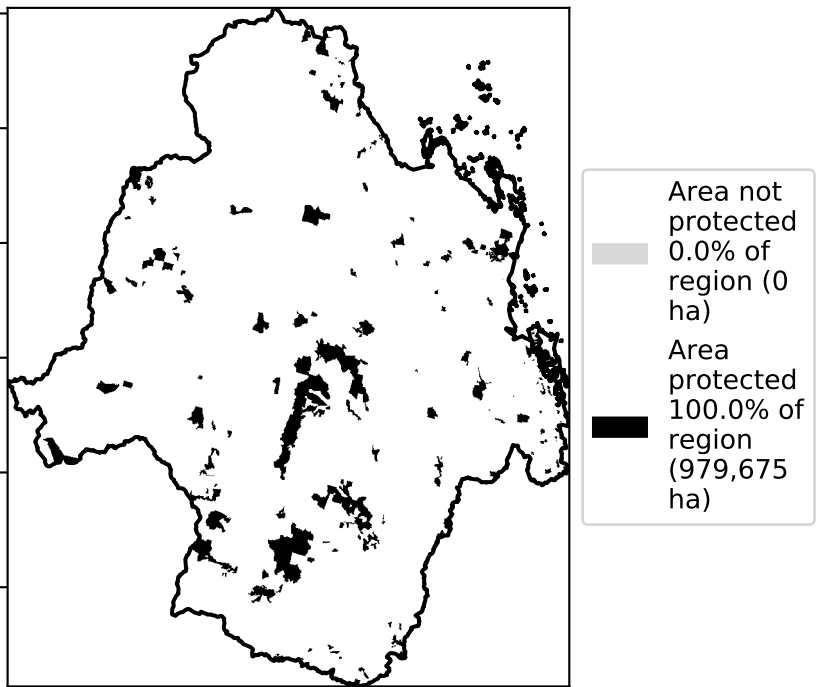 Area not
protected
0.0% of
region (0
ha)
Area
protected
100.0% of
region
(979,675
ha)